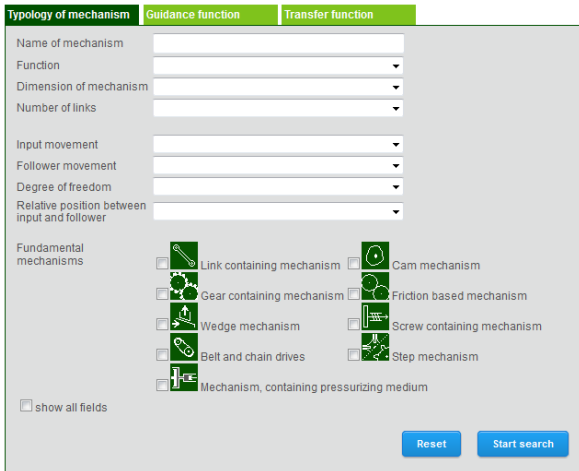 Typology of mechanism Guidance function Transfer function
Name of mechanism
Function
Dimension of mechanism
Number of links
Input movement
Follower movement
Degree of freedom
Relative position between
input and follower
Fundamental
mechanisms
Link containing mechanism Cam mechanism
Gear containing mechanism Friction based mechanism
Wedge mechanism Screw containing mechanism
Belt and chain drives Step mechanism
Mechanism, containing pressurizing medium
show all fields
Reset Start search